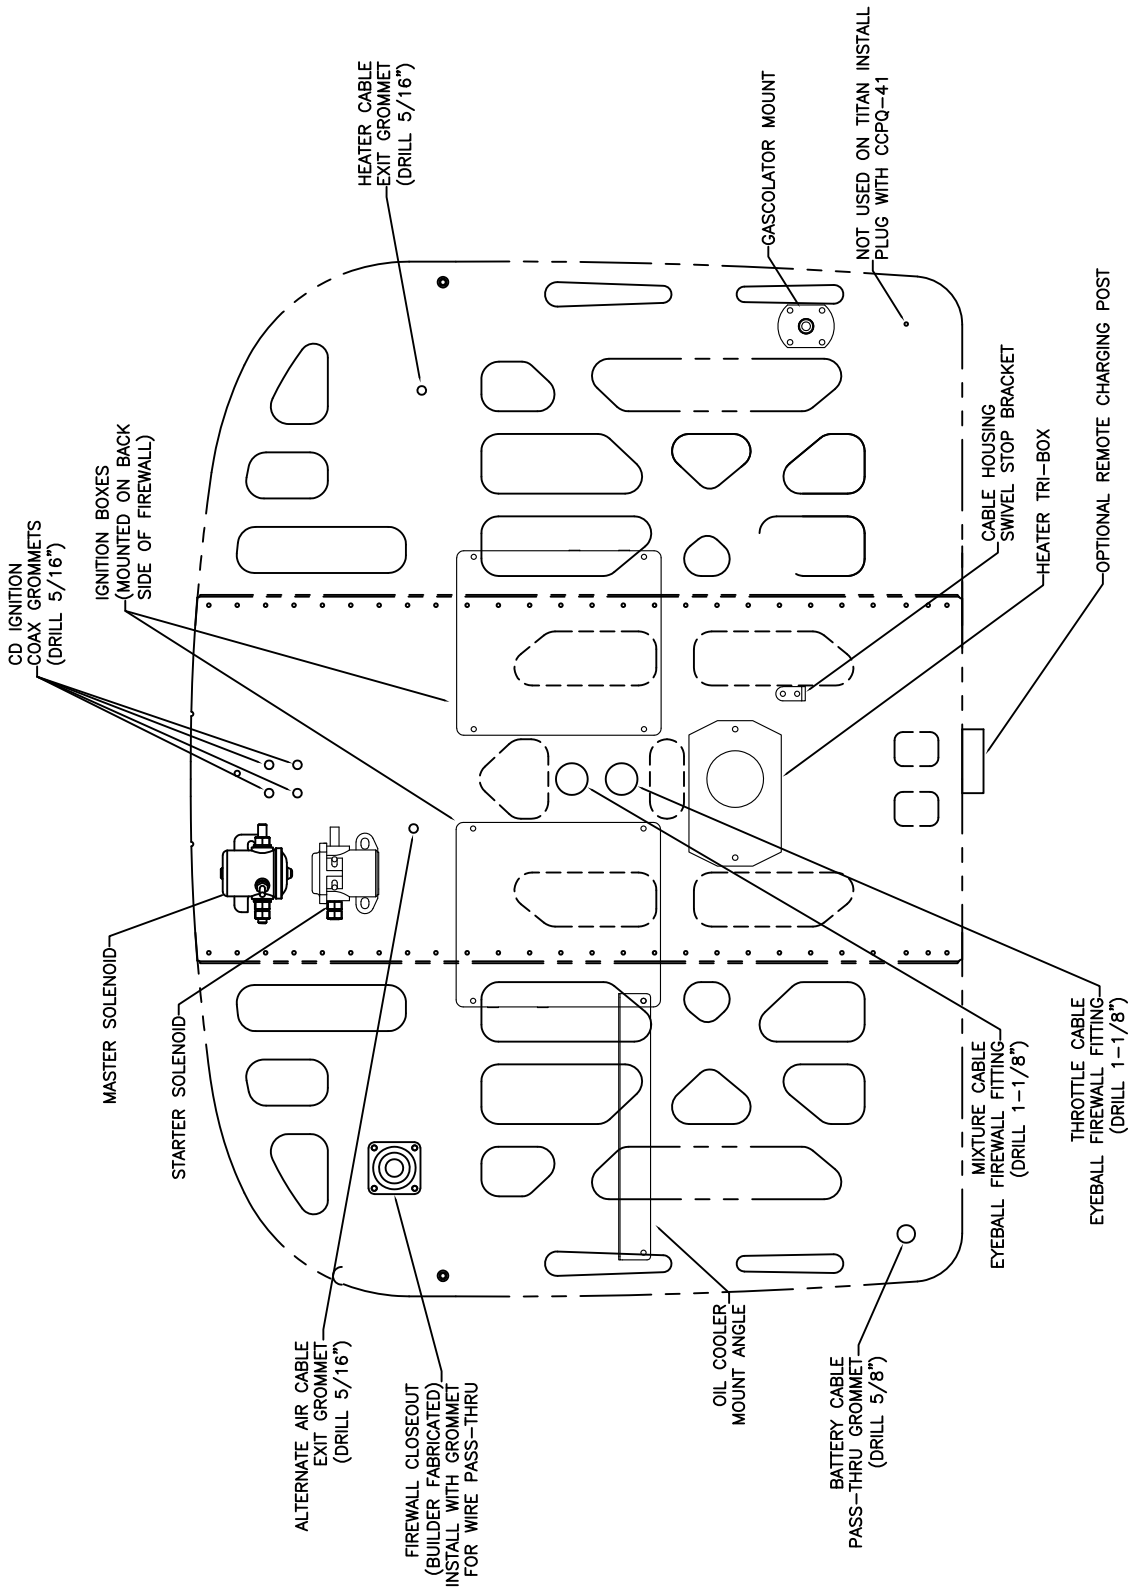 CD IGNITION
COAX GROMMETS
(DRILL 5/16")
IGNITION BOXES
(MOUNTED ON BACK
SIDE OF FIREWALL)
HEATER CABLE
EXIT GROMMET
(DRILL 5/16")
GASCOLATOR MOUNT
NOT USED ON TITAN INSTALL
PLUG WITH CCPQ-41
CABLE HOUSING
SWIVEL STOP BRACKET
HEATER TRI-BOX
OPTIONAL REMOTE CHARGING POST
MASTER SOLENOID
STARTER SOLENOID
ALTERNATE AIR CABLE
EXIT GROMMET
(DRILL 5/16")
FIREWALL CLOSEOUT
(BUILDER FABRICATED)
INSTALL WITH GROMMET
FOR WIRE PASS-THRU
OIL COOLER
MOUNT ANGLE
BATTERY CABLE
PASS-THRU GROMMET
(DRILL 5/8")
MIXTURE CABLE
EYEBALL FIREWALL FITTING
(DRILL 1-1/8")
THROTTLE CABLE
EYEBALL FIREWALL FITTING
(DRILL 1-1/8")